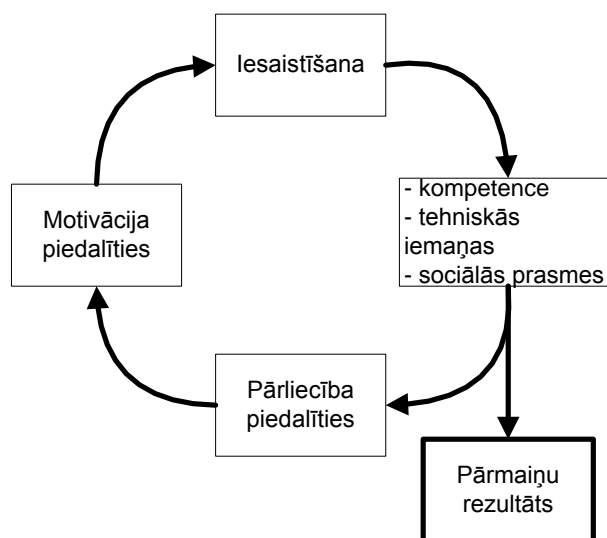 Iesaistīšana
- kompetence
- tehniskās
iemaņas
- sociālās prasmes
Motivācija
piedalīties
Pārliecība
piedalīties
Pārmaiņu
rezultāts